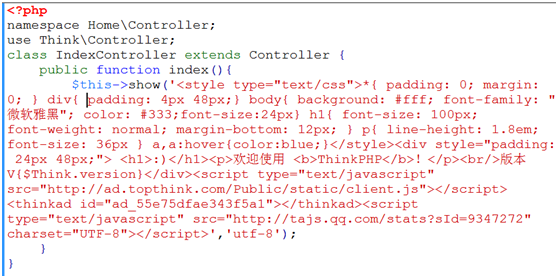 <?php
namespace Home\Controller;
use Think\Controller;
class IndexController extends Controller {
    public function index(){
        $this->show('<style type="text/css">*{ padding: 0; margin:
0; } div{ padding: 4px 48px;} body{ background: #fff; font-family: "
微软雅黑"; color: #333;font-size:24px} h1{ font-size: 100px;
font-weight: normal; margin-bottom: 12px; } p{ line-height: 1.8em;
font-size: 36px } a,a:hover{color:blue;}</style><div style="padding:
 24px 48px;"> <h1>:)</h1><p>欢迎使用 <b>ThinkPHP</b>！</p><br/>版本
V{$Think.version}</div><script type="text/javascript"
src="http://ad.topthink.com/Public/static/client.js"></script>
<thinkad id="ad_55e75dfae343f5a1"></thinkad><script
type="text/javascript" src="http://tajs.qq.com/stats?sId=9347272"
charset="UTF-8"></script>','utf-8');
    }
}